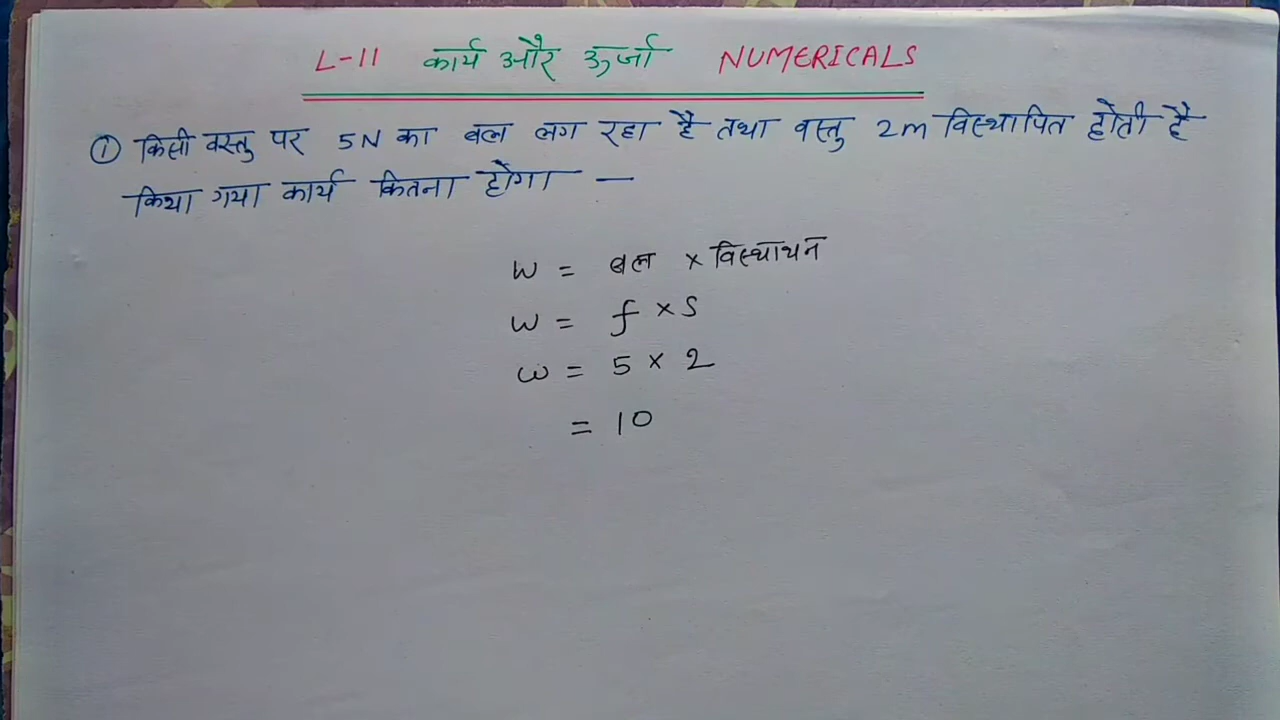 L-11 कार्य और ऊर्जा NUMERICALS
① किसी वस्तु पर 5N का बल लग रहा है तथा वस्तु 2m विस्थापित होती है
किया गया कार्य कितना होगा —
W = बल × विस्थापन
W = f × S
W = 5 × 2
= 10